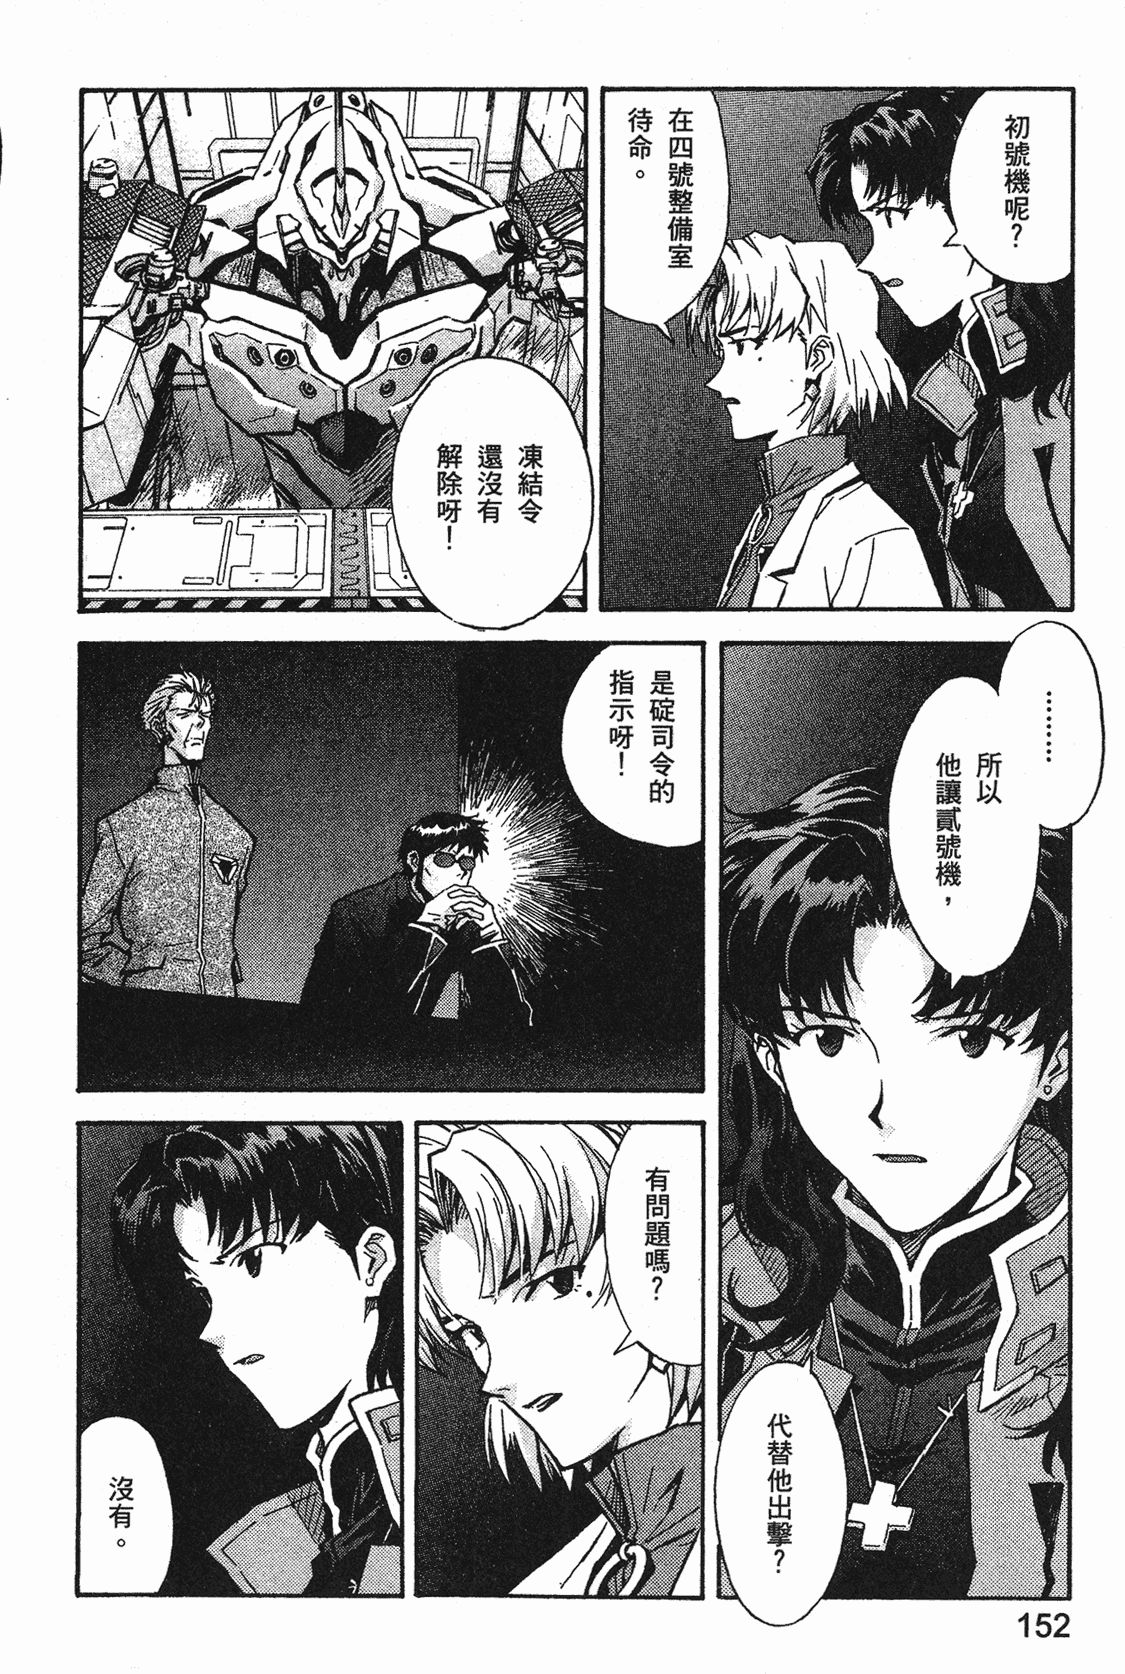 初號機呢?
在四號整備室
待命。
凍結令
還沒有
解除呀!
………
所以
他讓貳號機,
代替他出擊?
是碇司令的
指示呀!
有問題嗎?
沒有。
152